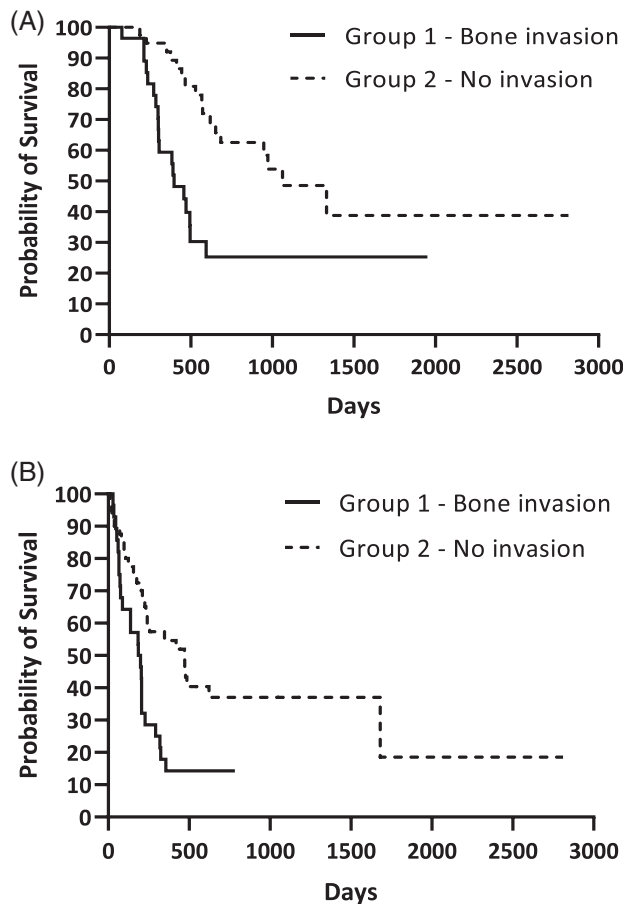 (A)
Group 1 - Bone invasion
Group 2 - No invasion
Probability of Survival
100
90
80
70
60
50
40
30
20
10
0
0 500 1000 1500 2000 2500 3000
Days
(B)
Group 1 - Bone invasion
Group 2 - No invasion
Probability of Survival
100
90
80
70
60
50
40
30
20
10
0
0 500 1000 1500 2000 2500 3000
Days